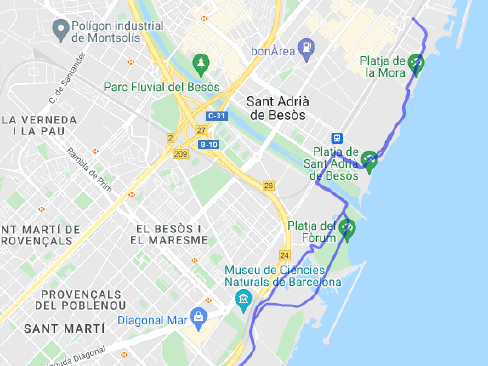 Polígon industrial
de Montsolís
bonÀrea
Platja de
la Mora
C. de Santander
Parc Fluvial del Besòs
Sant Adrià
de Besòs
C-31
LA VERNEDA
I LA PAU
2
27
B-10
209
Platja de
Sant Adrià
de Besòs
Rambla de Prim
26
NT MARTÍ DE
PROVENÇALS
EL BESÒS I
EL MARESME
Platja del
Fòrum
24
Museu de Ciències
Naturals de Barcelona
PROVENÇALS
DEL POBLENOU
Diagonal Mar
SANT MARTÍ
guda Diagonal